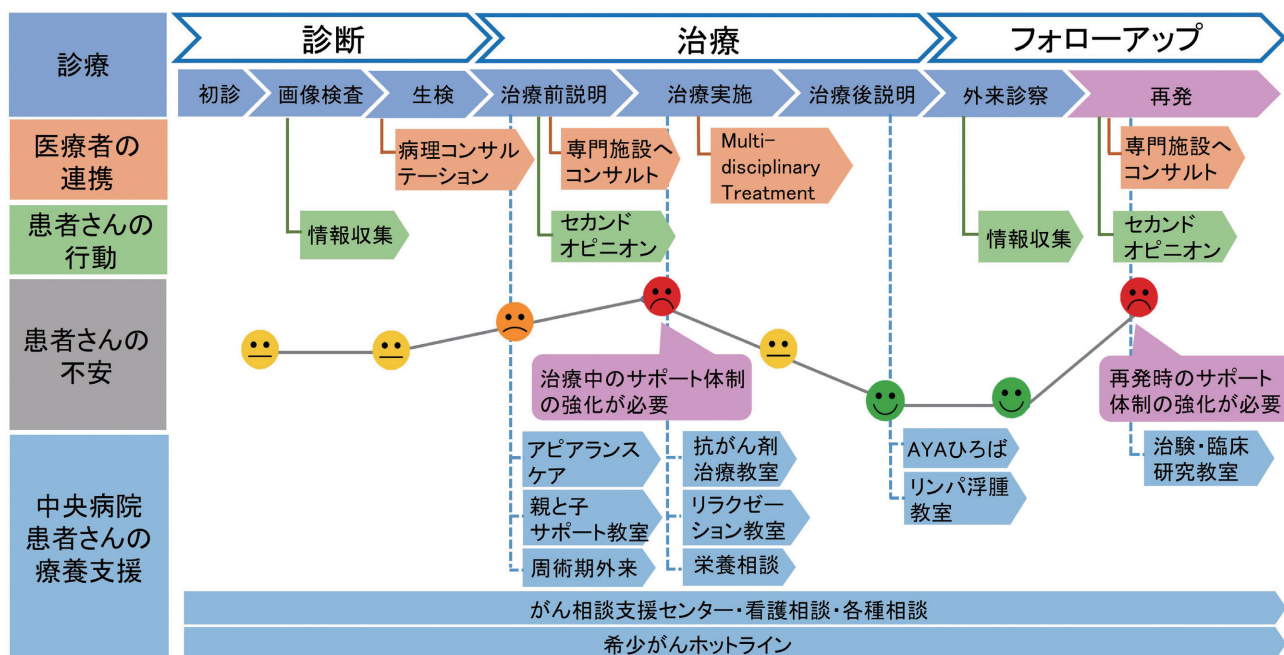 診断
治療
フォローアップ
診療
初診
画像検査
生検
治療前説明
治療実施
治療後説明
外来診察
再発
医療者の
連携
病理コンサル
テーション
専門施設へ
コンサルト
Multi-
disciplinary
Treatment
専門施設へ
コンサルト
患者さんの
行動
情報収集
セカンド
オピニオン
情報収集
セカンド
オピニオン
患者さんの
不安
治療中のサポート体制
の強化が必要
再発時のサポート
体制の強化が必要
中央病院
患者さんの
療養支援
アピアランス
ケア
親と子
サポート教室
周術期外来
抗がん剤
治療教室
リラクゼー
ション教室
栄養相談
AYAひろば
リンパ浮腫
教室
治験・臨床
研究教室
がん相談支援センター・看護相談・各種相談
希少がんホットライン